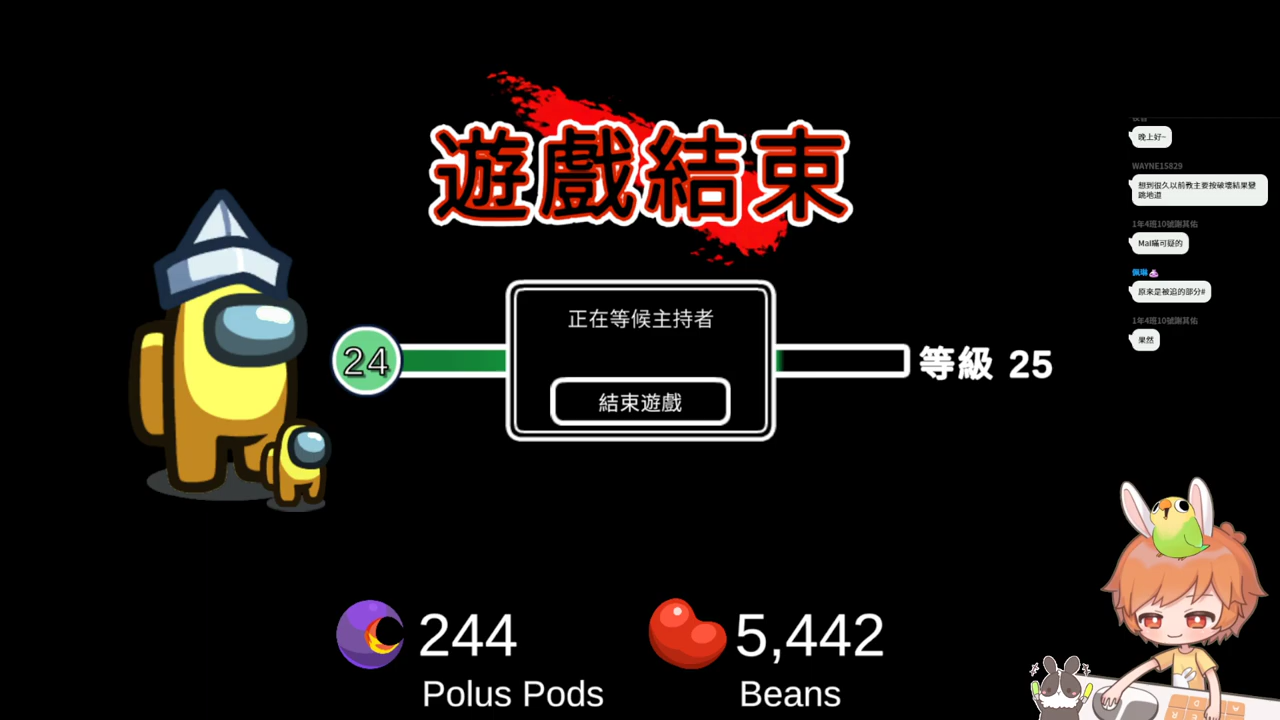 遊戲結束
正在等候主持者
結束遊戲
24
等級 25
244
Polus Pods
5,442
Beans
晚上好~
WAYNE15829
想到很久以前教主要按破壞結果變
跳地道
1年4班10號謝其佑
Mal瞞可疑的
佩琳
原來是被追的部分#
1年4班10號謝其佑
果然